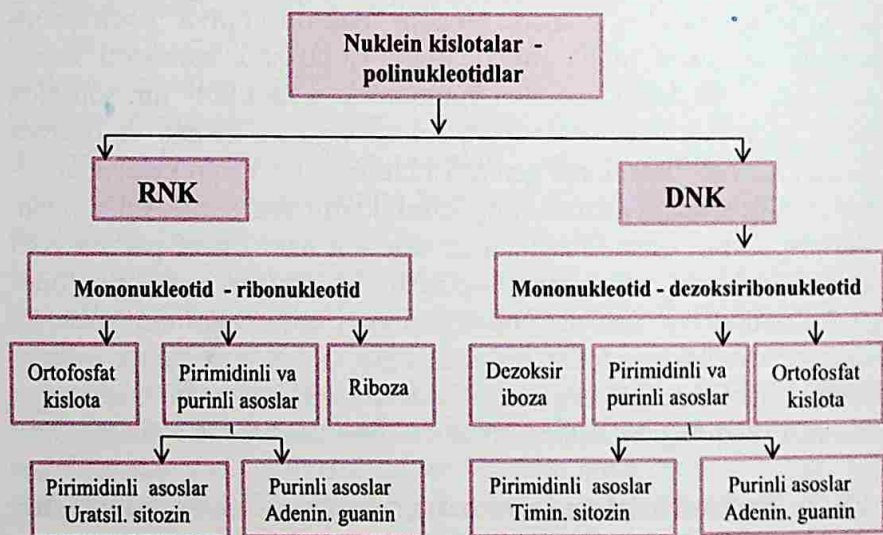 Nuklein kislotalar -
polinukleotidlar
RNK
DNK
Mononukleotid - ribonukleotid
Mononukleotid - dezoksiribonukleotid
Ortofosfat
kislota
Pirimidinli va
purinli asoslar
Riboza
Dezoksir
iboza
Pirimidinli va
purinli asoslar
Ortofosfat
kislota
Pirimidinli asoslar
Uratsil. sitozin
Purinli asoslar
Adenin. guanin
Pirimidinli asoslar
Timin. sitozin
Purinli asoslar
Adenin. guanin